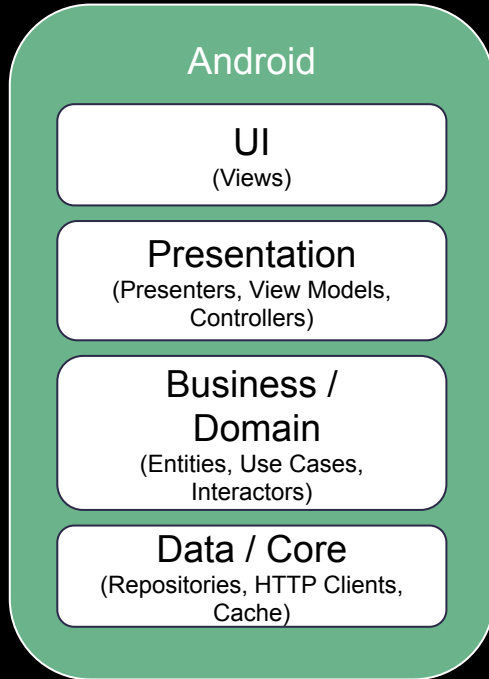 Android
UI
(Views)
Presentation
(Presenters, View Models,
Controllers)
Business /
Domain
(Entities, Use Cases,
Interactors)
Data / Core
(Repositories, HTTP Clients,
Cache)